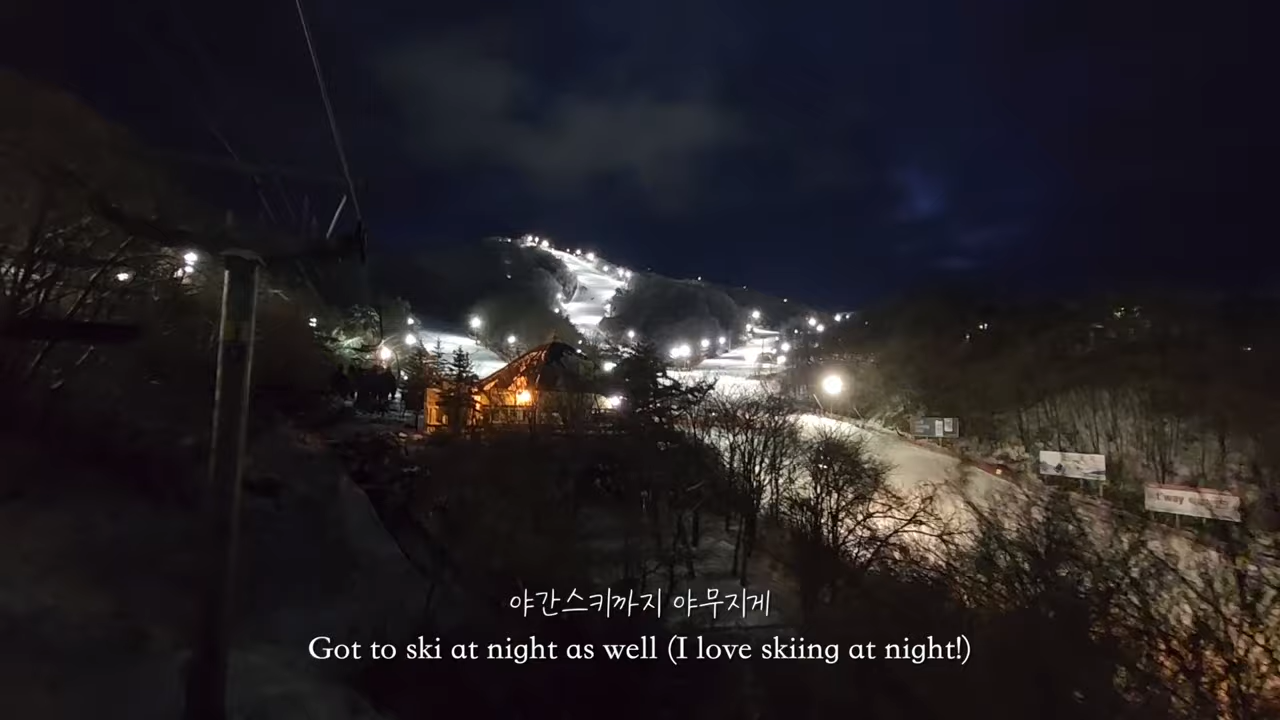 t'way
야간스키까지 야무지게
Got to ski at night as well (I love skiing at night!)